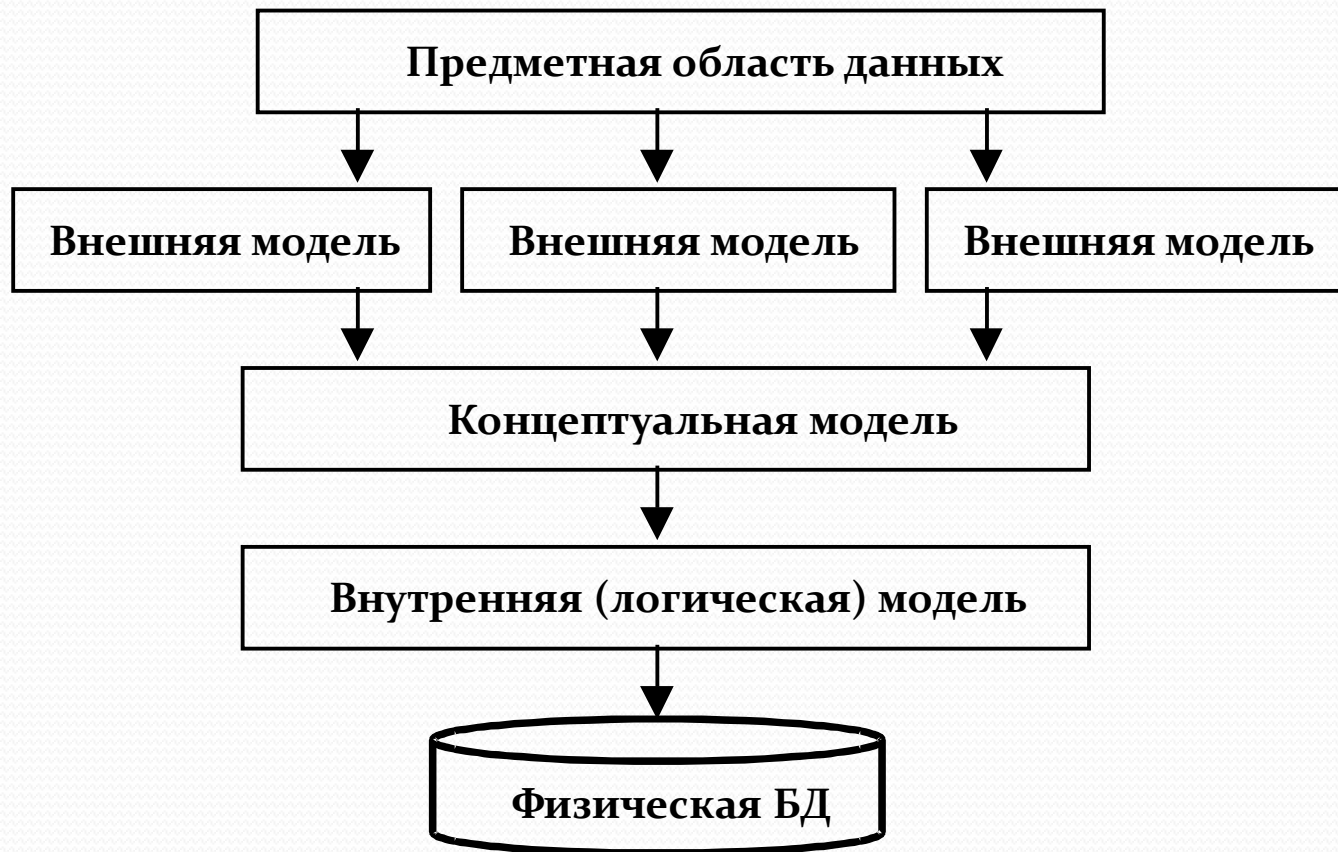 Предметная область данных
Внешняя модель
Внешняя модель
Внешняя модель
Концептуальная модель
Внутренняя (логическая) модель
Физическая БД